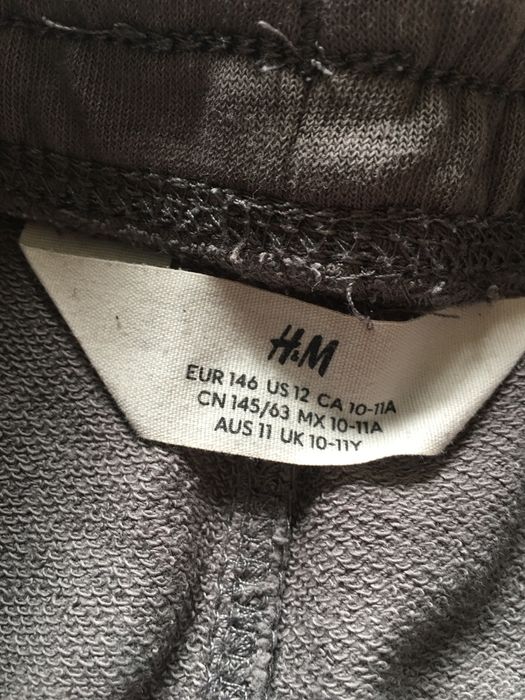 H&M
EUR 146 US 12 CA 10-11A
CN 145/63 MX 10-11A
AUS 11 UK 10-11Y